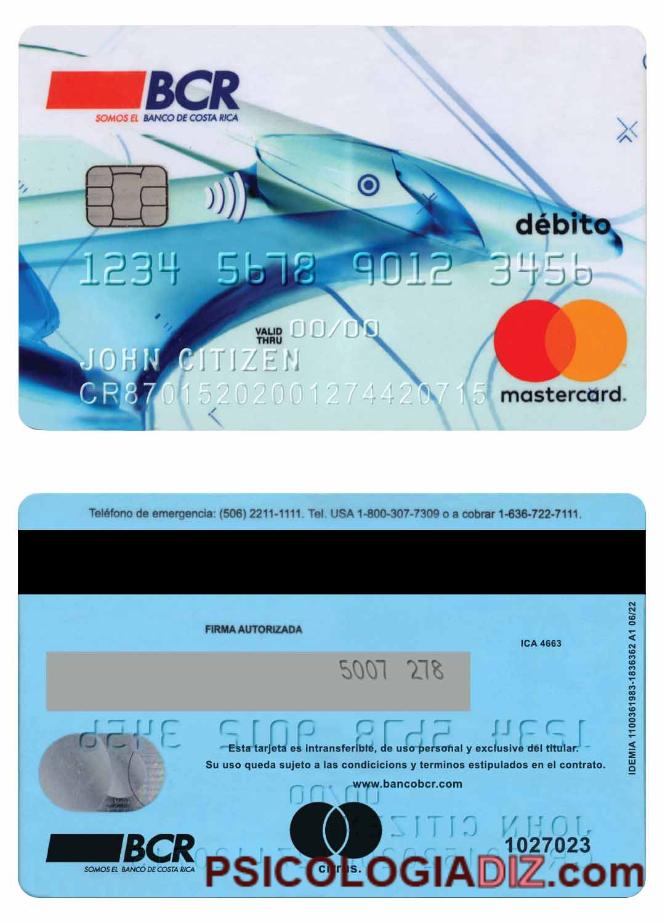 BCR
SOMOS EL BANCO DE COSTA RICA
débito
1234 5678 9012 3456
VALID THRU 00/00
JOHN CITIZEN
CR87015202001274420715
mastercard.
Teléfono de emergencia: (506) 2211-1111. Tel. USA 1-800-307-7309 o a cobrar 1-636-722-7111.
FIRMA AUTORIZADA
ICA 4663
5007 278
IDEMIA 1100361983-1836362 A1 06/22
Esta tarjeta es intransferible, de uso personal y exclusive del titular.
Su uso queda sujeto a las condicicions y terminos estipulados en el contrato.
www.bancobcr.com
cirrus.
1027023
BCR
SOMOS EL BANCO DE COSTA RICA
PSICOLOGIADIZ.com